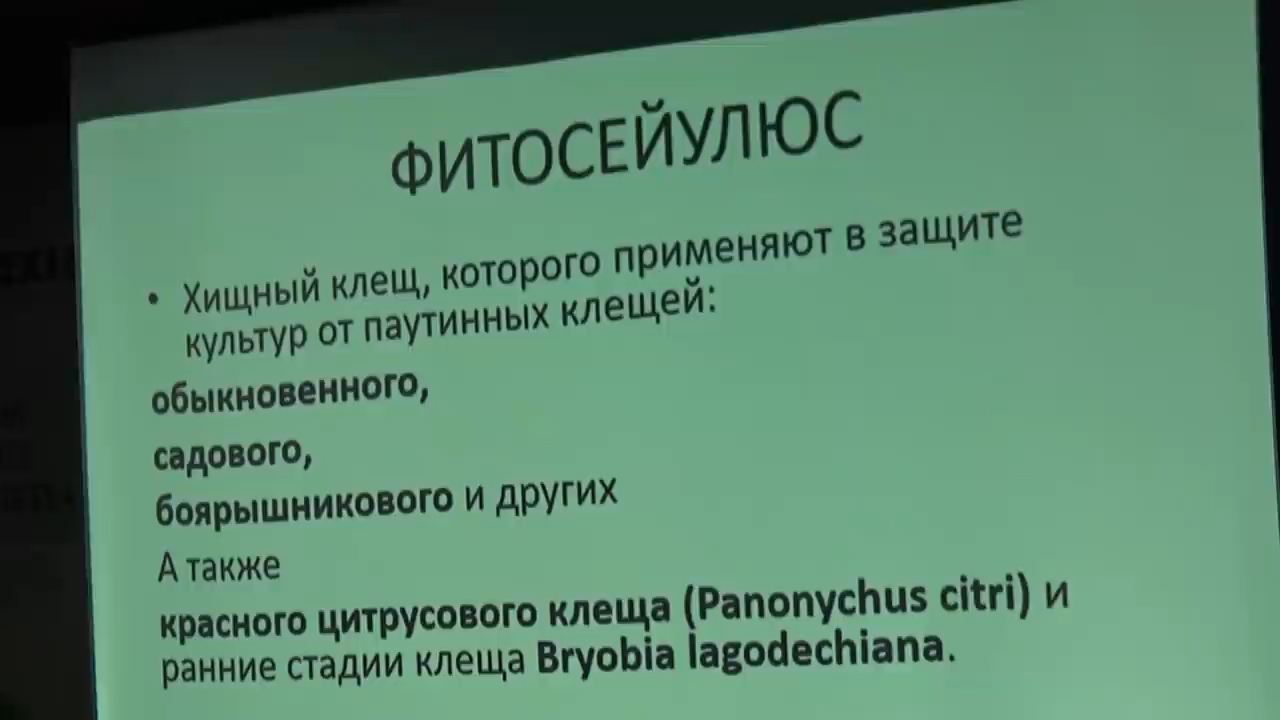 ФИТОСЕЙУЛЮС
• Хищный клещ, которого применяют в защите
культур от паутинных клещей:
обыкновенного,
садового,
боярышникового и других
А также
красного цитрусового клеща (Panonychus citri) и
ранние стадии клеща Bryobia lagodechiana.